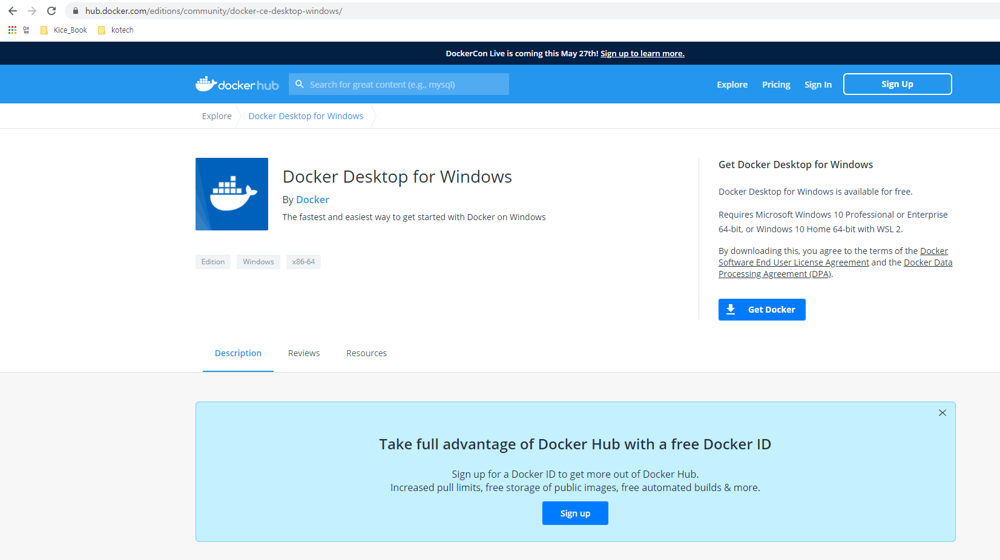 hub.docker.com/editions/community/docker-ce-desktop-windows/
앱 Kice_Book kotech
DockerCon Live is coming this May 27th! Sign up to learn more.
docker hub Search for great content (e.g., mysql) Explore Pricing Sign In Sign Up
Explore Docker Desktop for Windows
Docker Desktop for Windows
By Docker
The fastest and easiest way to get started with Docker on Windows
Edition Windows x86-64
Get Docker Desktop for Windows
Docker Desktop for Windows is available for free.
Requires Microsoft Windows 10 Professional or Enterprise
64-bit, or Windows 10 Home 64-bit with WSL 2.
By downloading this, you agree to the terms of the Docker
Software End User License Agreement and the Docker Data
Processing Agreement (DPA).
Get Docker
Description Reviews Resources
Take full advantage of Docker Hub with a free Docker ID
Sign up for a Docker ID to get more out of Docker Hub.
Increased pull limits, free storage of public images, free automated builds & more.
Sign up